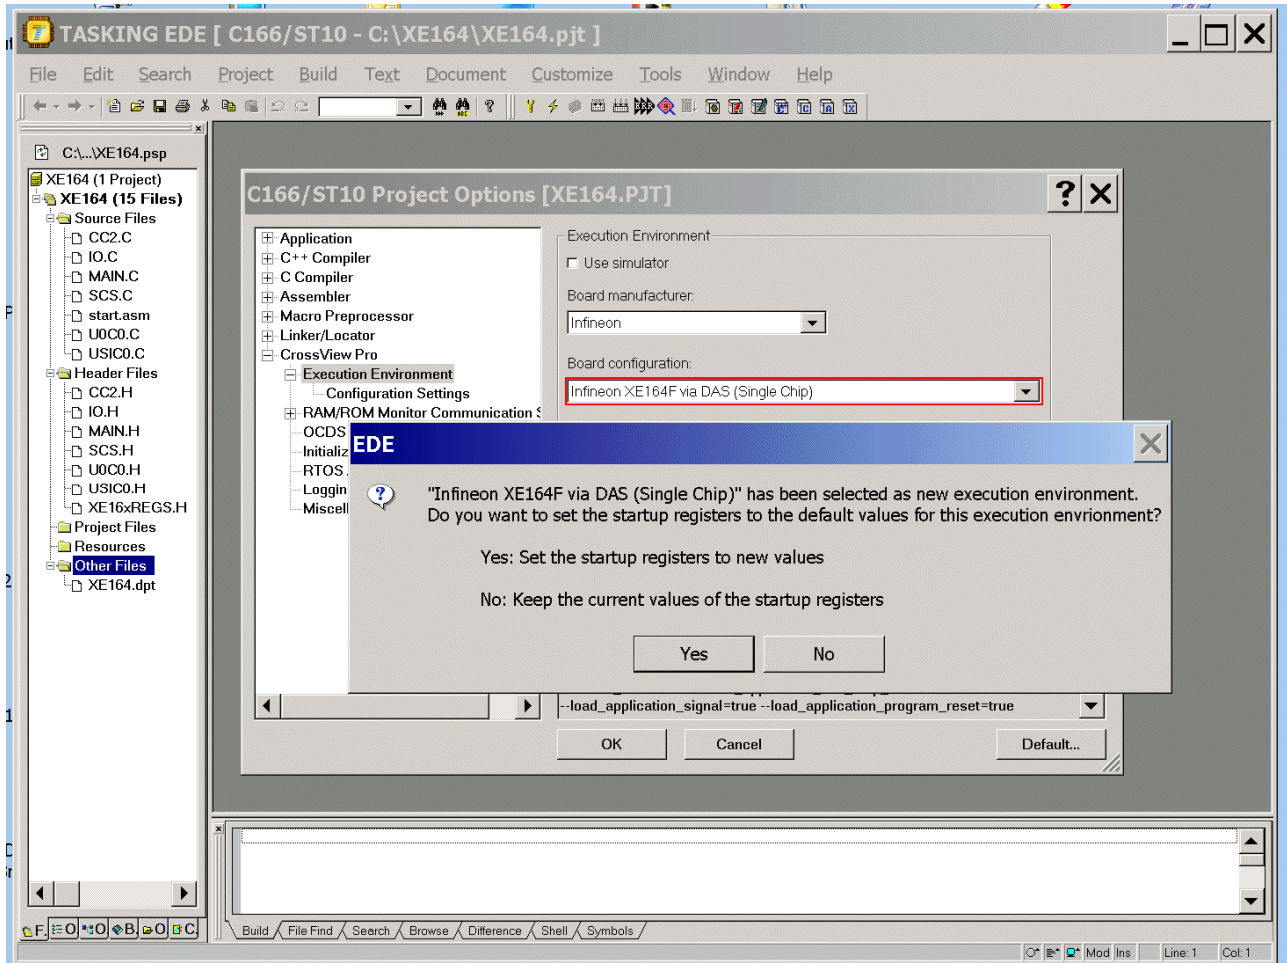 TASKING EDE [ C166/ST10 - C:\XE164\XE164.pjt ]
File Edit Search Project Build Text Document Customize Tools Window Help
C:\...\XE164.psp
XE164 (1 Project)
XE164 (15 Files)
Source Files
CC2.C
IO.C
MAIN.C
SCS.C
start.asm
U0C0.C
USIC0.C
Header Files
CC2.H
IO.H
MAIN.H
SCS.H
U0C0.H
USIC0.H
XE16xREGS.H
Project Files
Resources
Other Files
XE164.dpt
F. O O B O C
C166/ST10 Project Options [XE164.PJT]
Application
C++ Compiler
C Compiler
Assembler
Macro Preprocessor
Linker/Locator
CrossView Pro
Execution Environment
Configuration Settings
RAM/ROM Monitor Communication S
OCDS
Initializ
RTOS
Loggin
Miscell
Execution Environment
Use simulator
Board manufacturer:
Infineon
Board configuration:
Infineon XE164F via DAS (Single Chip)
EDE
"Infineon XE164F via DAS (Single Chip)" has been selected as new execution environment.
Do you want to set the startup registers to the default values for this execution envrionment?
Yes: Set the startup registers to new values
No: Keep the current values of the startup registers
Yes No
--load_application_signal=true --load_application_program_reset=true
OK Cancel Default...
Build File Find Search Browse Difference Shell Symbols
Mod Ins Line: 1 Col: 1